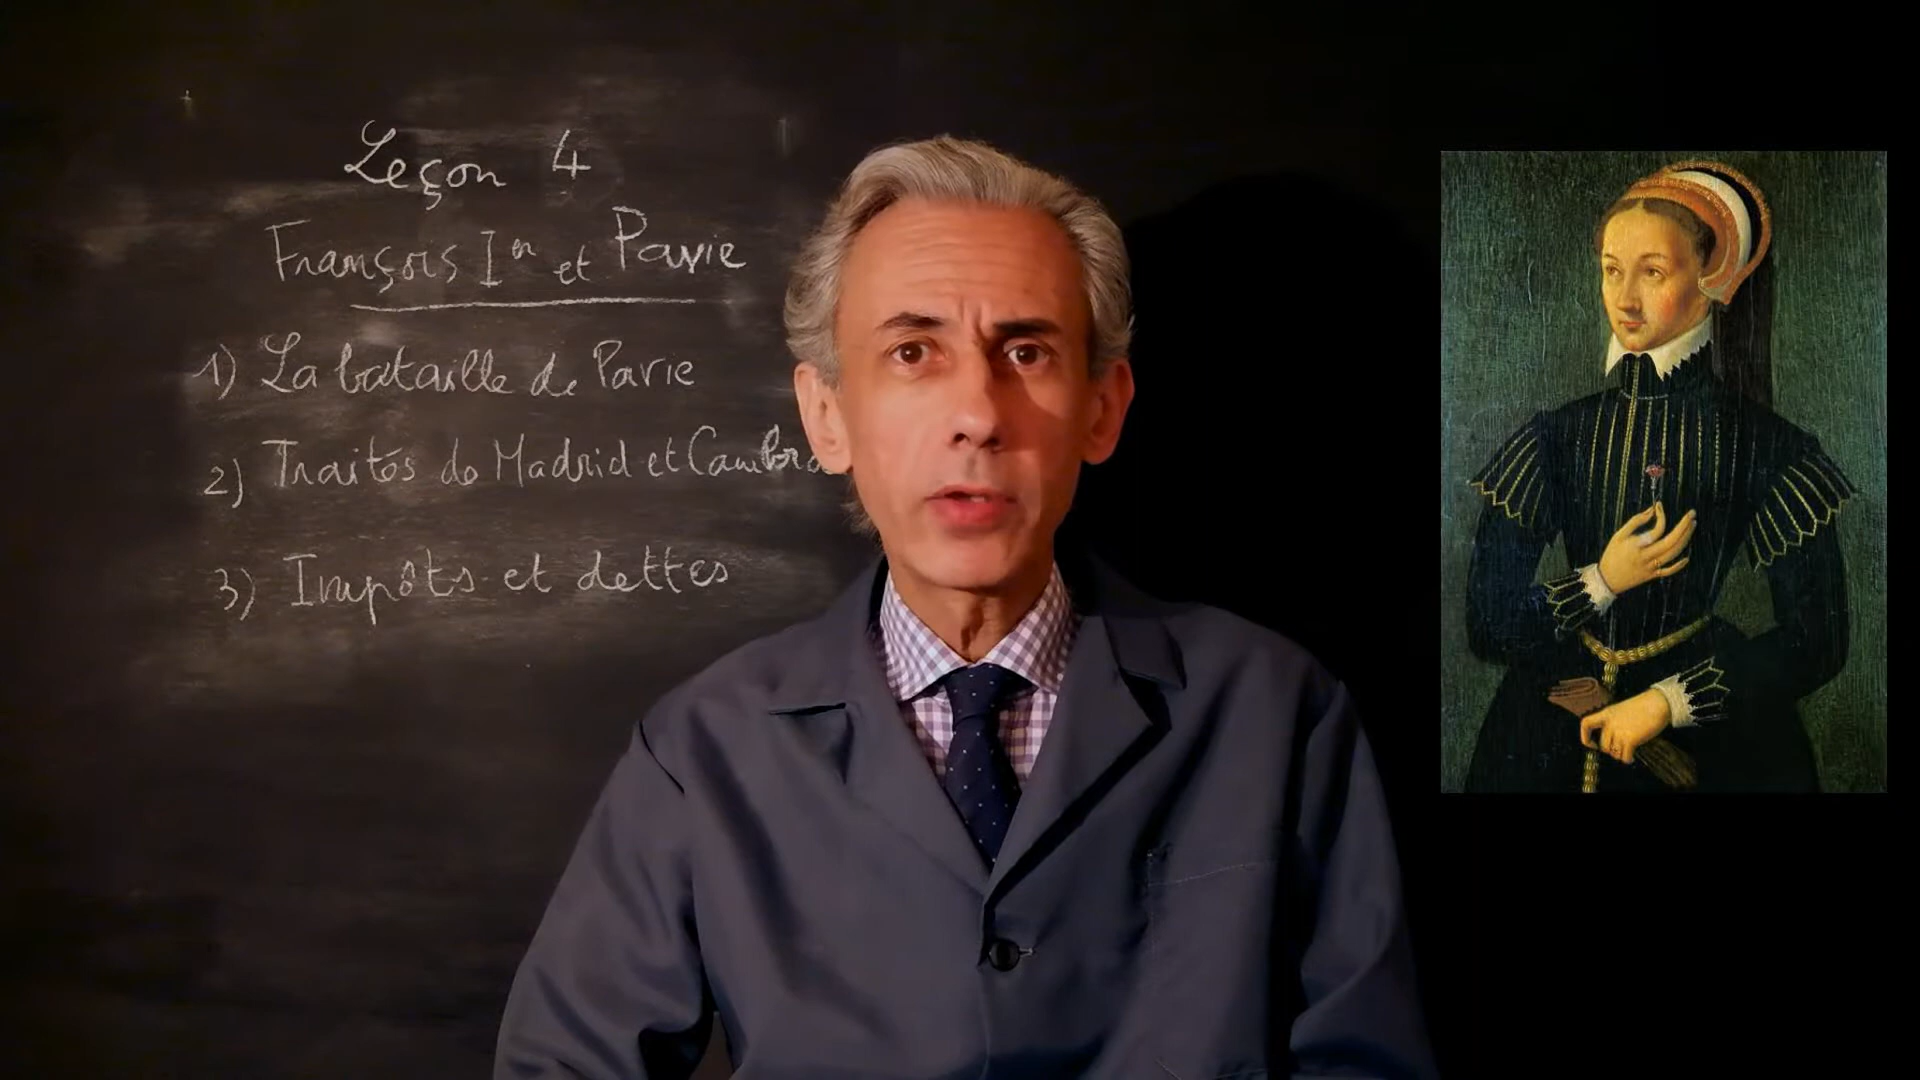 Leçon 4
François Ier et Pavie
1) La bataille de Pavie
2) Traités de Madrid et Cambra
3) Impôts et dettes